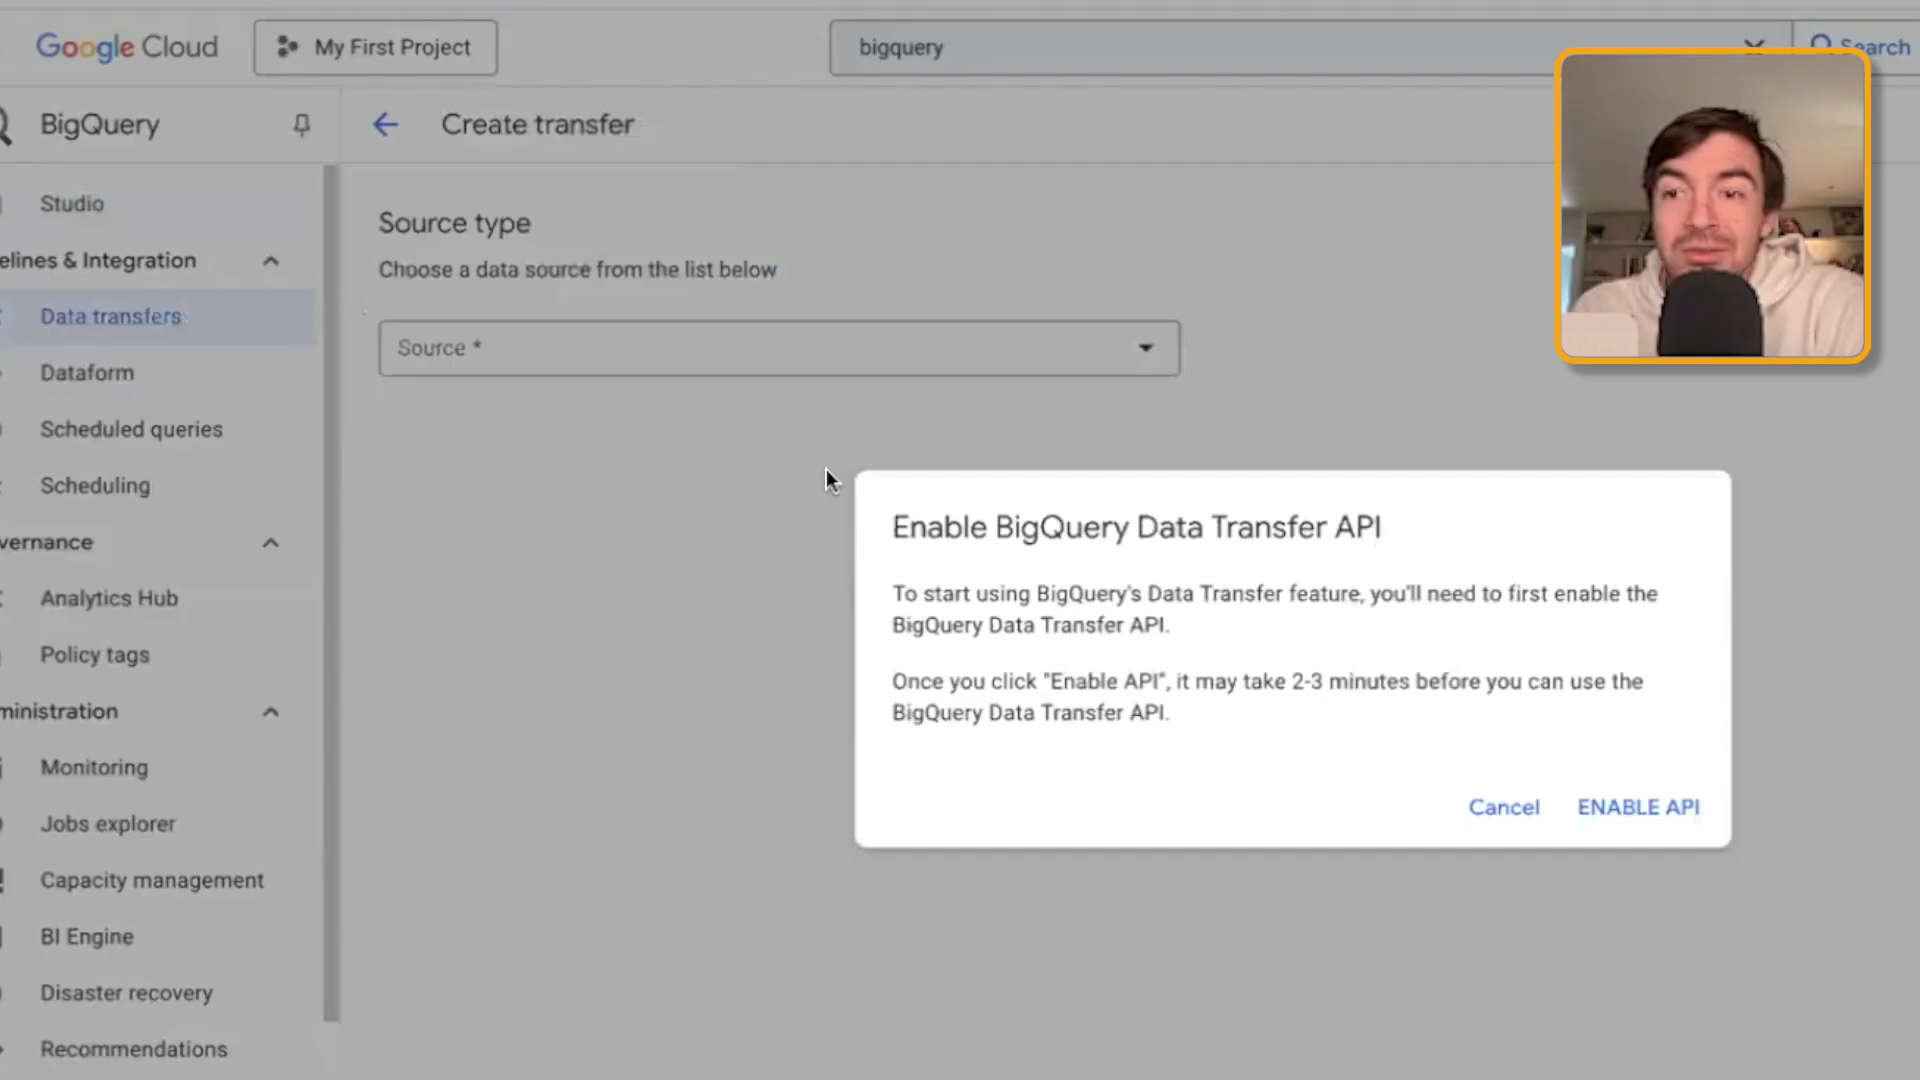 Google Cloud
My First Project
bigquery
Search
BigQuery
Create transfer
Studio
elines & Integration
Data transfers
Dataform
Scheduled queries
Scheduling
vernance
Analytics Hub
Policy tags
ministration
Monitoring
Jobs explorer
Capacity management
BI Engine
Disaster recovery
Recommendations
Source type
Choose a data source from the list below
Source *
Enable BigQuery Data Transfer API
To start using BigQuery's Data Transfer feature, you'll need to first enable the
BigQuery Data Transfer API.
Once you click "Enable API", it may take 2-3 minutes before you can use the
BigQuery Data Transfer API.
Cancel
ENABLE API